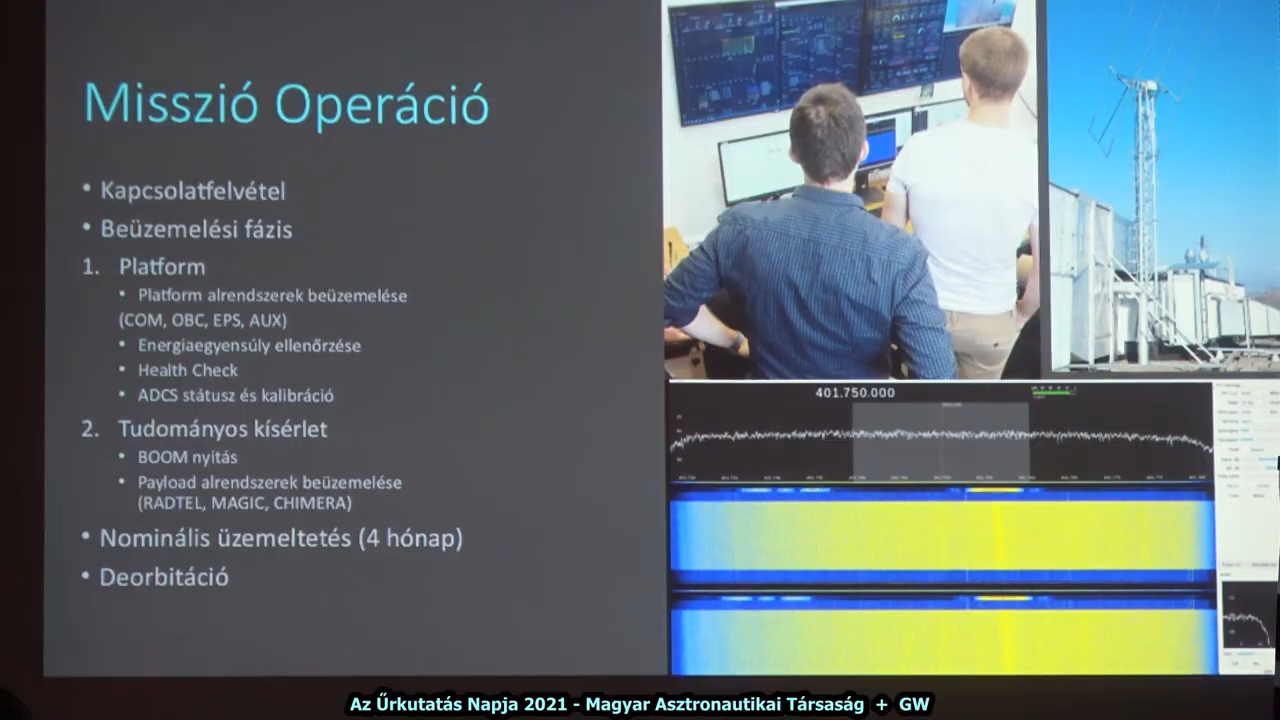 Misszió Operáció
• Kapcsolatfelvétel
• Beüzemelési fázis
1. Platform
• Platform alrendszerek beüzemelése
(COM, OBC, EPS, AUX)
• Energiaegyensúly ellenőrzése
• Health Check
• ADCS státusz és kalibráció
2. Tudományos kísérlet
• BOOM nyitás
• Payload alrendszerek beüzemelése
(RADTEL, MAGIC, CHIMERA)
• Nominális üzemeltetés (4 hónap)
• Deorbitáció
401.750.000
Az Űrkutatás Napja 2021 - Magyar Asztronautikai Társaság + GW